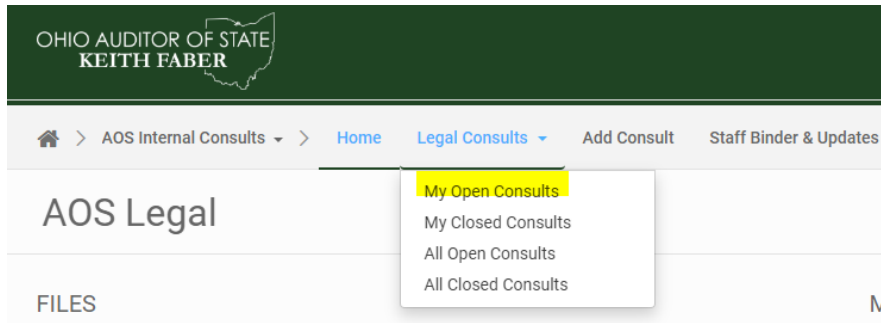 OHIO AUDITOR OF STATE
KEITH FABER
> AOS Internal Consults > Home Legal Consults Add Consult Staff Binder & Updates
My Open Consults
My Closed Consults
All Open Consults
All Closed Consults
AOS Legal
FILES